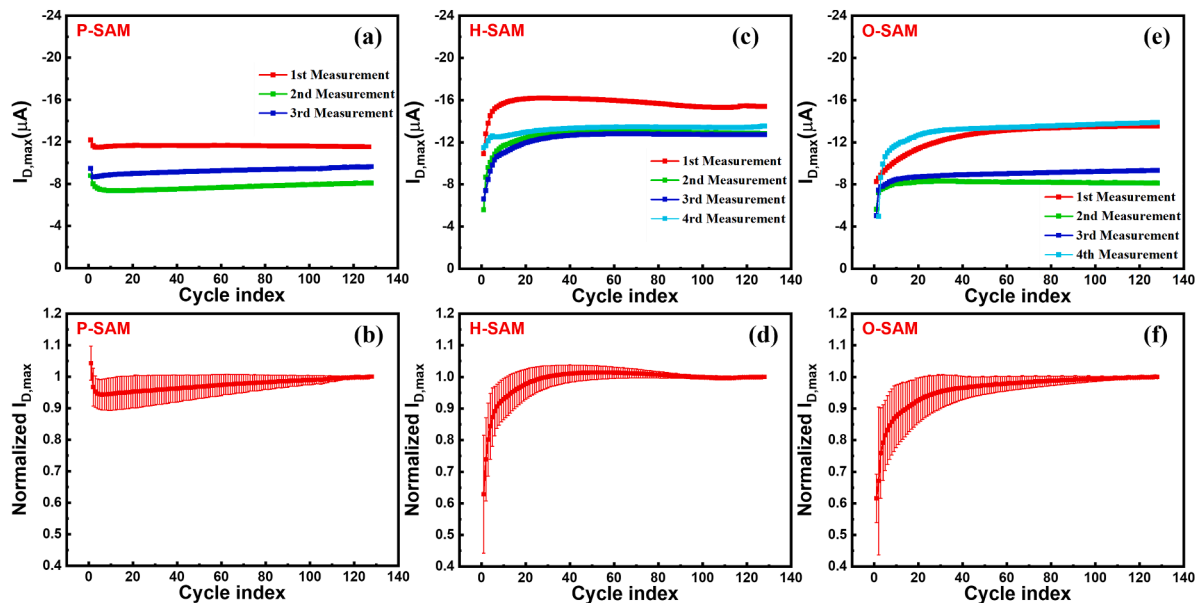 P-SAM
(a)
1st Measurement
2nd Measurement
3rd Measurement
I_D,max(μA)
-24
-20
-16
-12
-8
-4
0
0 20 40 60 80 100 120 140
Cycle index
H-SAM
(c)
1st Measurement
2nd Measurement
3rd Measurement
4rd Measurement
I_D,max(μA)
-24
-20
-16
-12
-8
-4
0
0 20 40 60 80 100 120 140
Cycle index
O-SAM
(e)
1st Measurement
2nd Measurement
3rd Measurement
4th Measurement
I_D,max(μA)
-24
-20
-16
-12
-8
-4
0
0 20 40 60 80 100 120 140
Cycle index
P-SAM
(b)
Normalized I_D,max
1.2
1.1
1.0
0.9
0.8
0.7
0.6
0.5
0.4
0 20 40 60 80 100 120 140
Cycle index
H-SAM
(d)
Normalized I_D,max
1.2
1.1
1.0
0.9
0.8
0.7
0.6
0.5
0.4
0 20 40 60 80 100 120 140
Cycle index
O-SAM
(f)
Normalized I_D,max
1.2
1.1
1.0
0.9
0.8
0.7
0.6
0.5
0.4
0 20 40 60 80 100 120 140
Cycle index